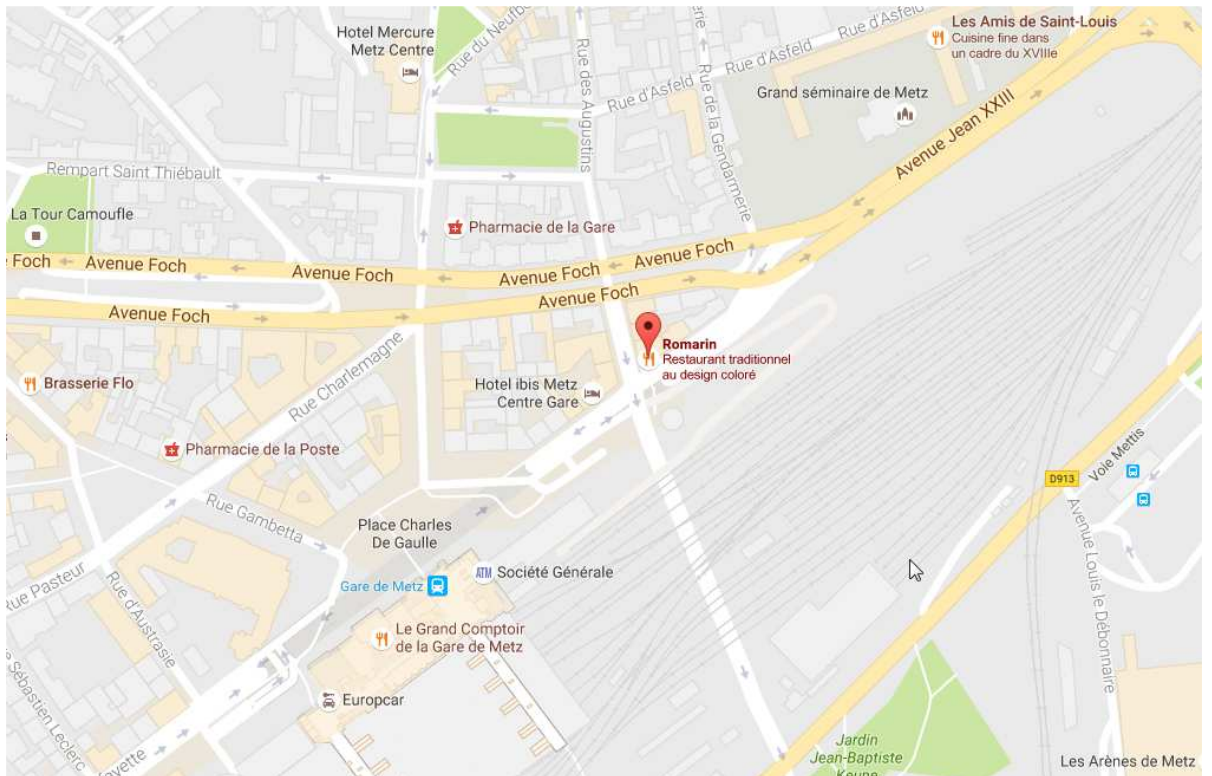 Hotel Mercure
Metz Centre
Rue du Neufbo
Rue des Augustins
erie
Rue d'Asfeld
Les Amis de Saint-Louis
Cuisine fine dans
un cadre du XVIIIe
Rue d'Asfeld
Rue d'Asfeld
Rue de la Gendarmerie
Grand séminaire de Metz
Avenue Jean XXIII
Rempart Saint Thiébault
La Tour Camoufle
Pharmacie de la Gare
Foch
Avenue Foch
Avenue Foch
Avenue Foch
Avenue Foch
Avenue Foch
Avenue Foch
Romarin
Restaurant traditionnel
au design coloré
Brasserie Flo
Rue Charlemagne
Hotel ibis Metz
Centre Gare
Pharmacie de la Poste
Voie Mettis
D913
Rue Gambetta
Place Charles
De Gaulle
Avenue Louis le Débonnaire
ATM Société Générale
Gare de Metz
Rue Pasteur
Rue d'Austrasie
Le Grand Comptoir
de la Gare de Metz
Sébastien Leclerc
Europcar
ayette
Jardin
Jean-Baptiste
Les Arènes de Metz